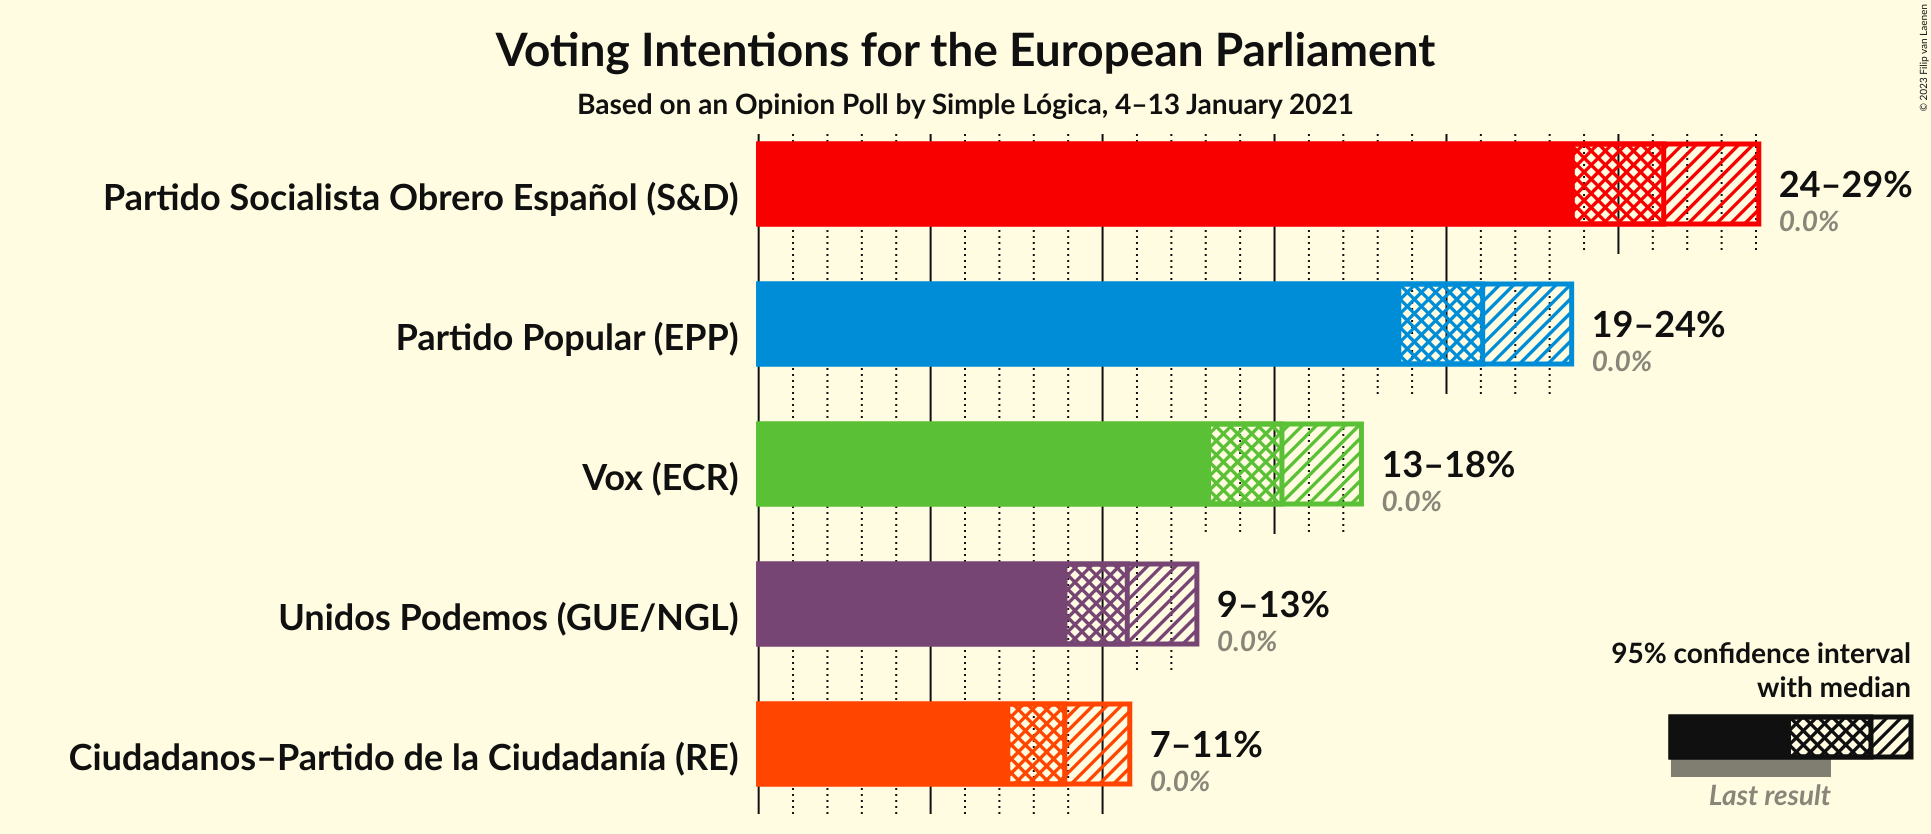 Voting Intentions for the European Parliament
Based on an Opinion Poll by Simple Lógica, 4–13 January 2021
© 2023 Filip van Laenen
Partido Socialista Obrero Español (S&D)
24–29%
0.0%
Partido Popular (EPP)
19–24%
0.0%
Vox (ECR)
13–18%
0.0%
Unidos Podemos (GUE/NGL)
9–13%
0.0%
Ciudadanos–Partido de la Ciudadanía (RE)
7–11%
0.0%
95% confidence interval
with median
Last result